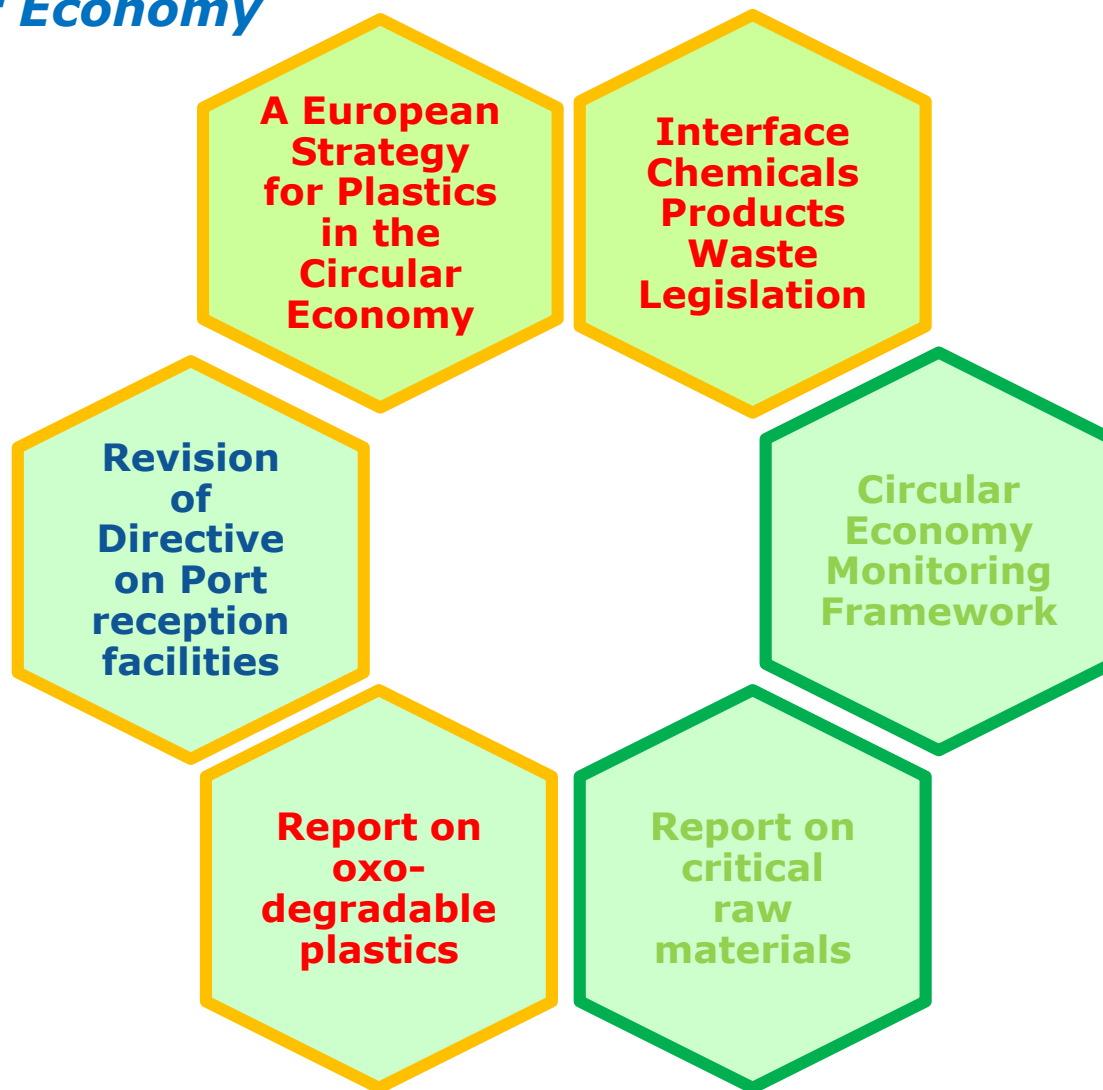 Economy
A European
Strategy
for Plastics
in the
Circular
Economy
Interface
Chemicals
Products
Waste
Legislation
Revision
of
Directive
on Port
reception
facilities
Circular
Economy
Monitoring
Framework
Report on
oxo-
degradable
plastics
Report on
critical
raw
materials